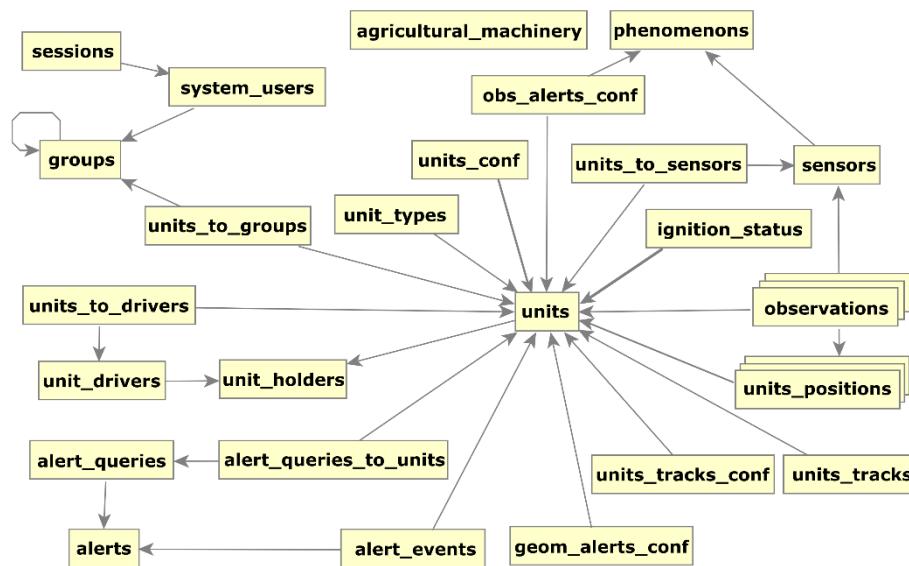 agricultural_machinery
phenomenons
sessions
system_users
obs_alerts_conf
groups
units_conf
units_to_sensors
sensors
units_to_groups
unit_types
ignition_status
units_to_drivers
units
observations
unit_drivers
unit_holders
units_positions
alert_queries
alert_queries_to_units
units_tracks_conf
units_tracks
alerts
alert_events
geom_alerts_conf